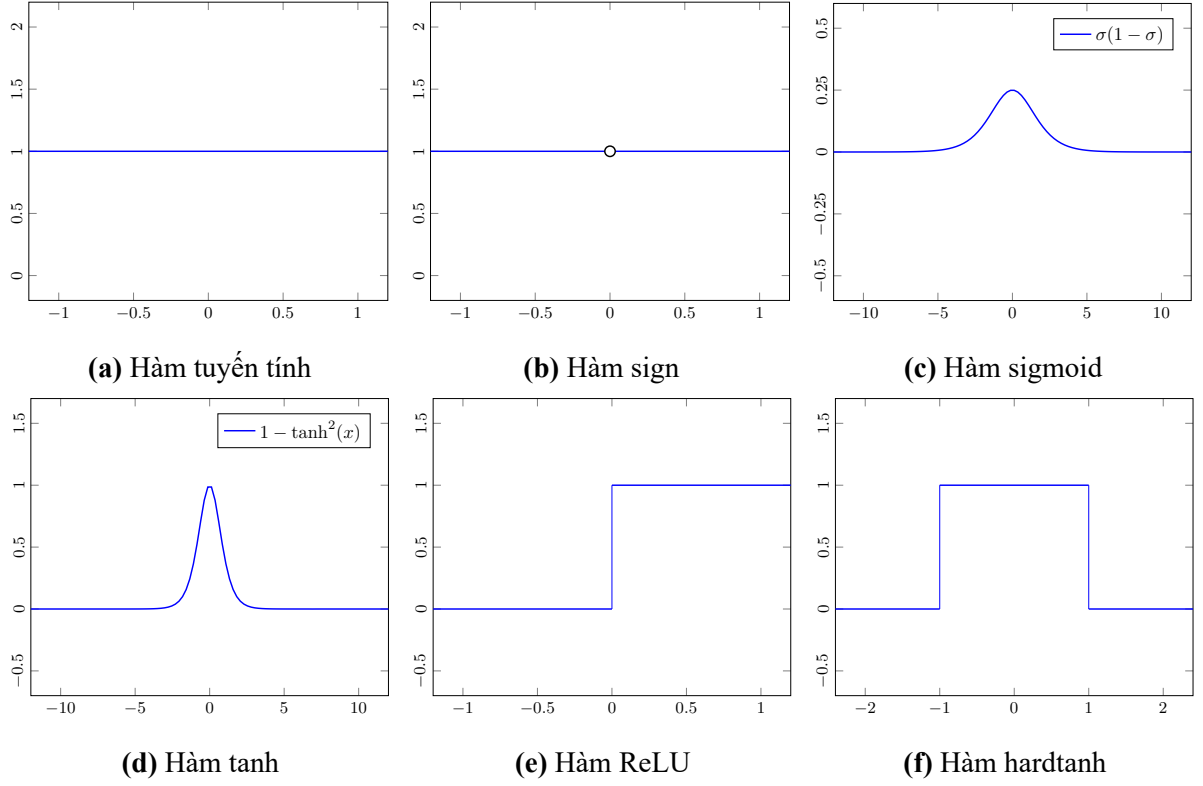 2
1.5
1
0.5
0
−1 −0.5 0 0.5 1
(a) Hàm tuyến tính
2
1.5
1
0.5
0
−1 −0.5 0 0.5 1
(b) Hàm sign
σ(1 − σ)
0.5
0.25
0
−0.25
−0.5
−10 −5 0 5 10
(c) Hàm sigmoid
1 − tanh²(x)
1.5
1
0.5
0
−0.5
−10 −5 0 5 10
(d) Hàm tanh
1.5
1
0.5
0
−0.5
−1 −0.5 0 0.5 1
(e) Hàm ReLU
1.5
1
0.5
0
−0.5
−2 −1 0 1 2
(f) Hàm hardtanh